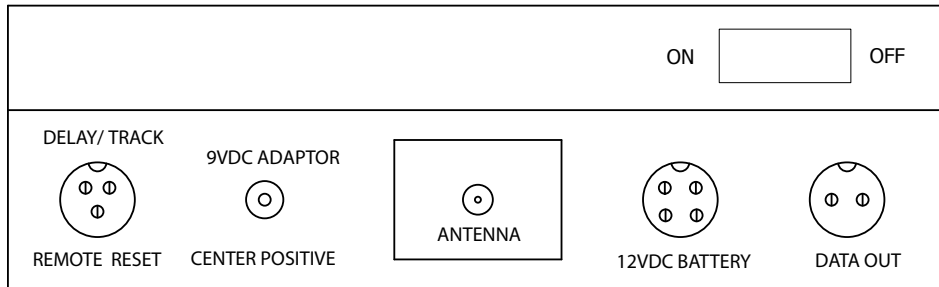 ON
OFF
DELAY/ TRACK
REMOTE RESET
9VDC ADAPTOR
CENTER POSITIVE
ANTENNA
12VDC BATTERY
DATA OUT